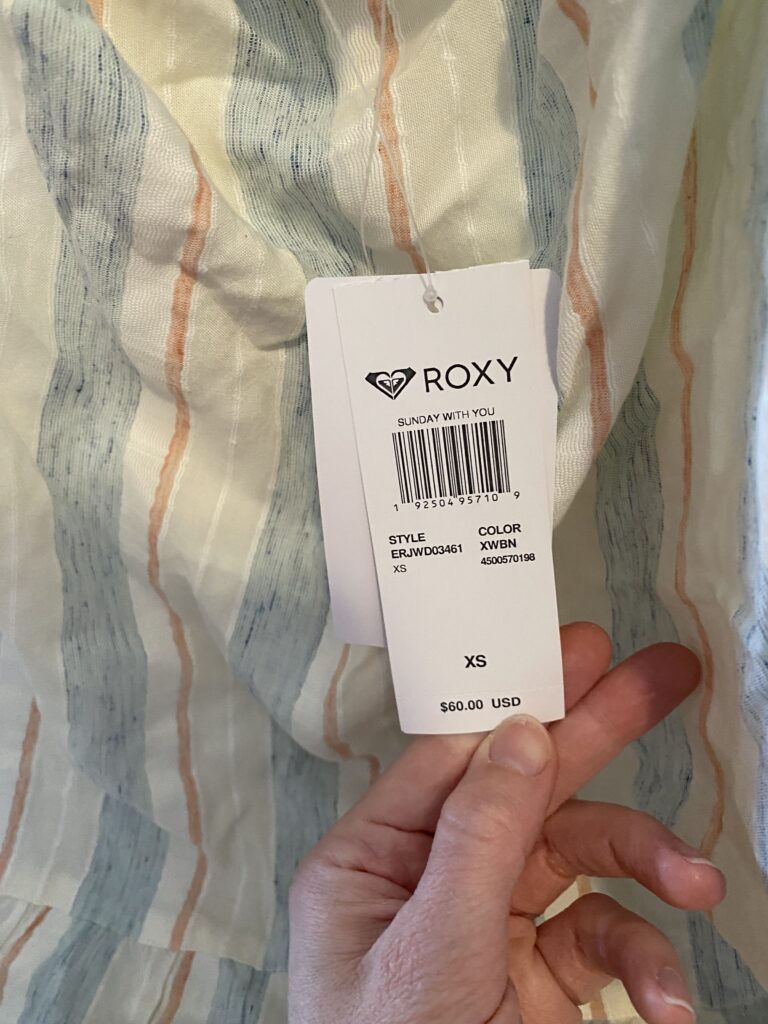 ROXY
SUNDAY WITH YOU
1 92504 95710 9
STYLE COLOR
ERJWD03461 XWBN
XS 4500570198
XS
$60.00 USD